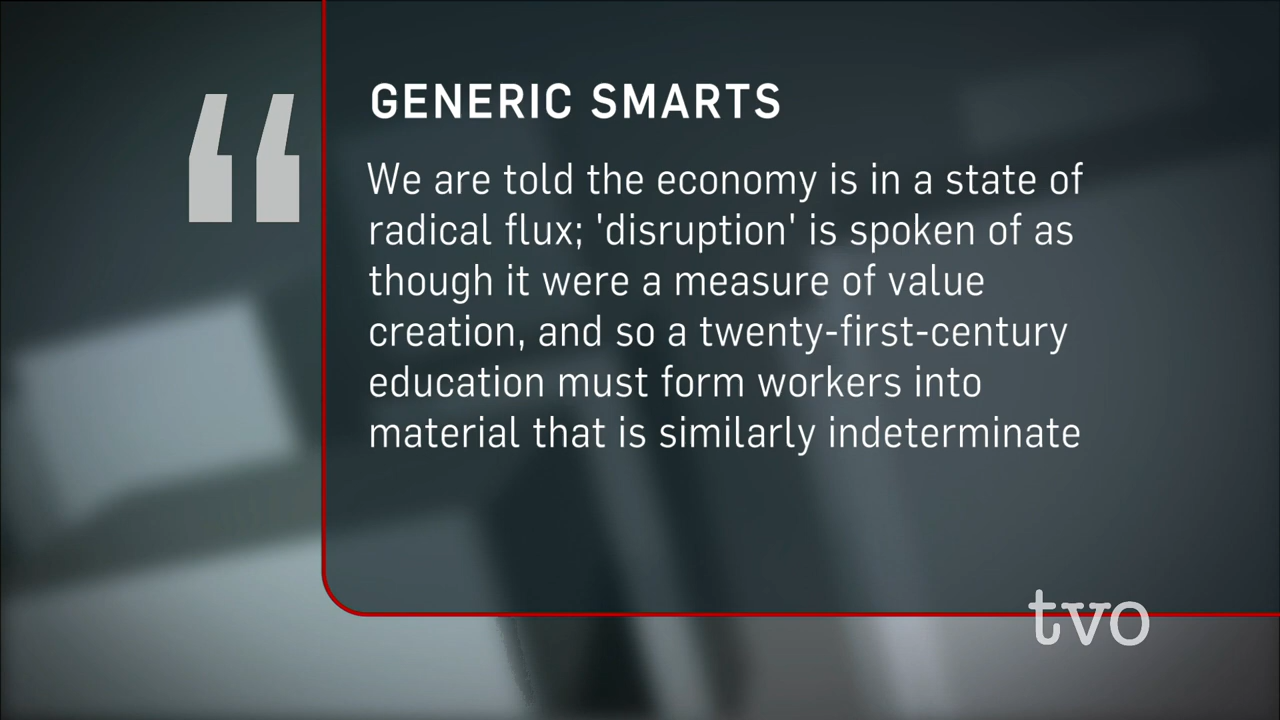 “
GENERIC SMARTS
We are told the economy is in a state of
radical flux; 'disruption' is spoken of as
though it were a measure of value
creation, and so a twenty-first-century
education must form workers into
material that is similarly indeterminate
tvo